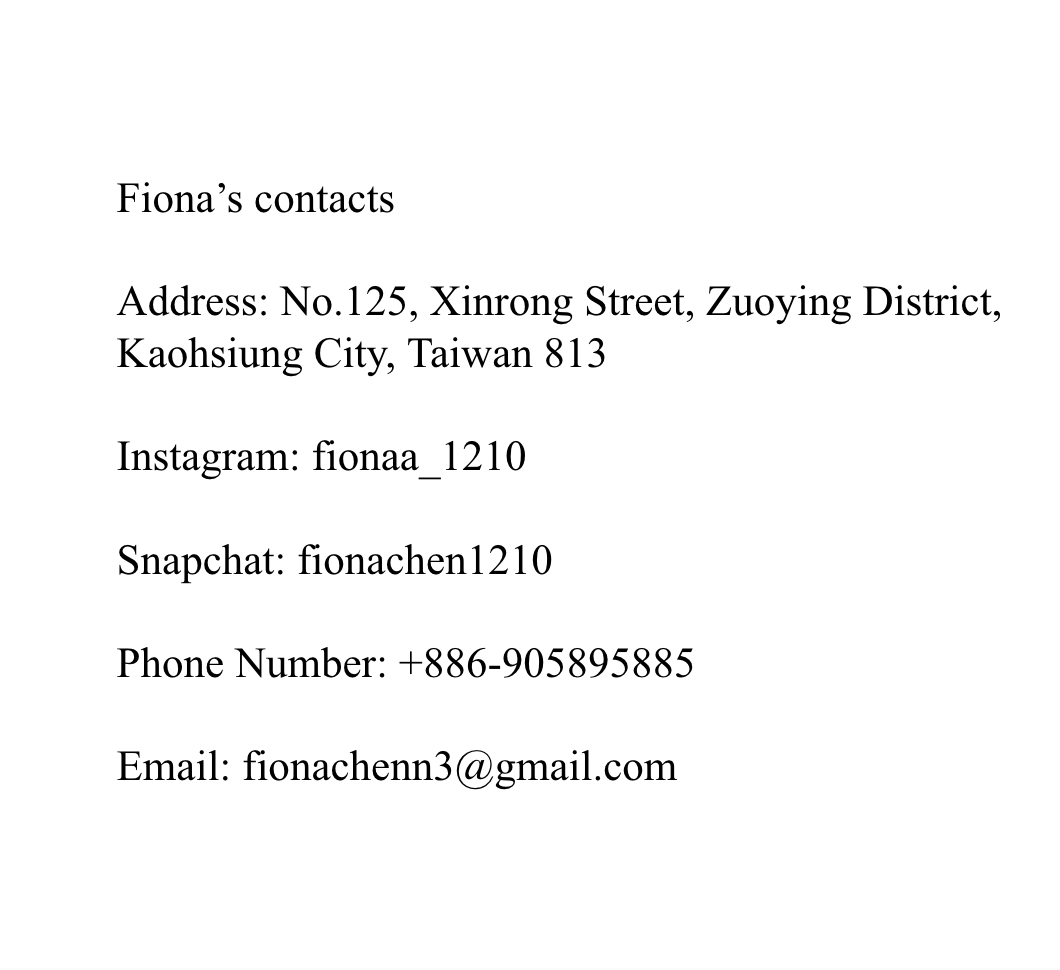 Fiona’s contacts
Address: No.125, Xinrong Street, Zuoying District,
Kaohsiung City, Taiwan 813
Instagram: fionaa_1210
Snapchat: fionachen1210
Phone Number: +886-905895885
Email: fionachenn3@gmail.com